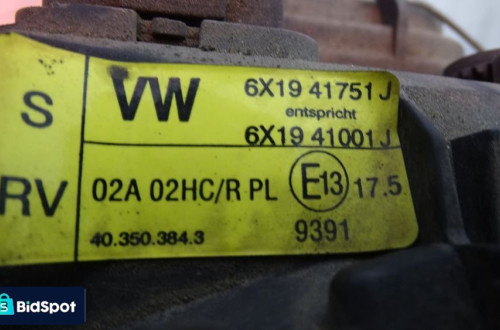 S
VW
6X19 41751 J
entspricht
6X19 41001 J
RV
02A 02HC/R PL
E13
17.5
40.350.384.3
9391
S BidSpot